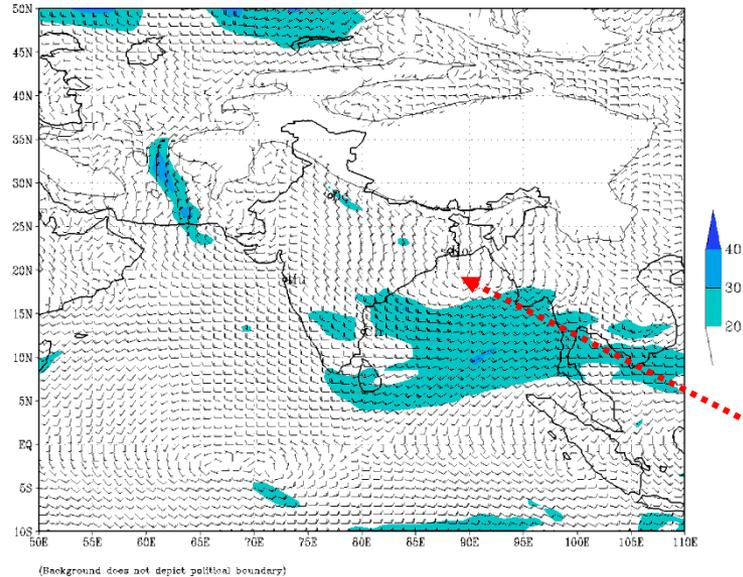 50N
45N
40N
35N
30N
25N
20N
15N
10N
5N
EQ
5S
10S
50E 55E 60E 65E 70E 75E 80E 85E 90E 95E 100E 105E 110E
40
30
20
(Background does not depict political boundary)